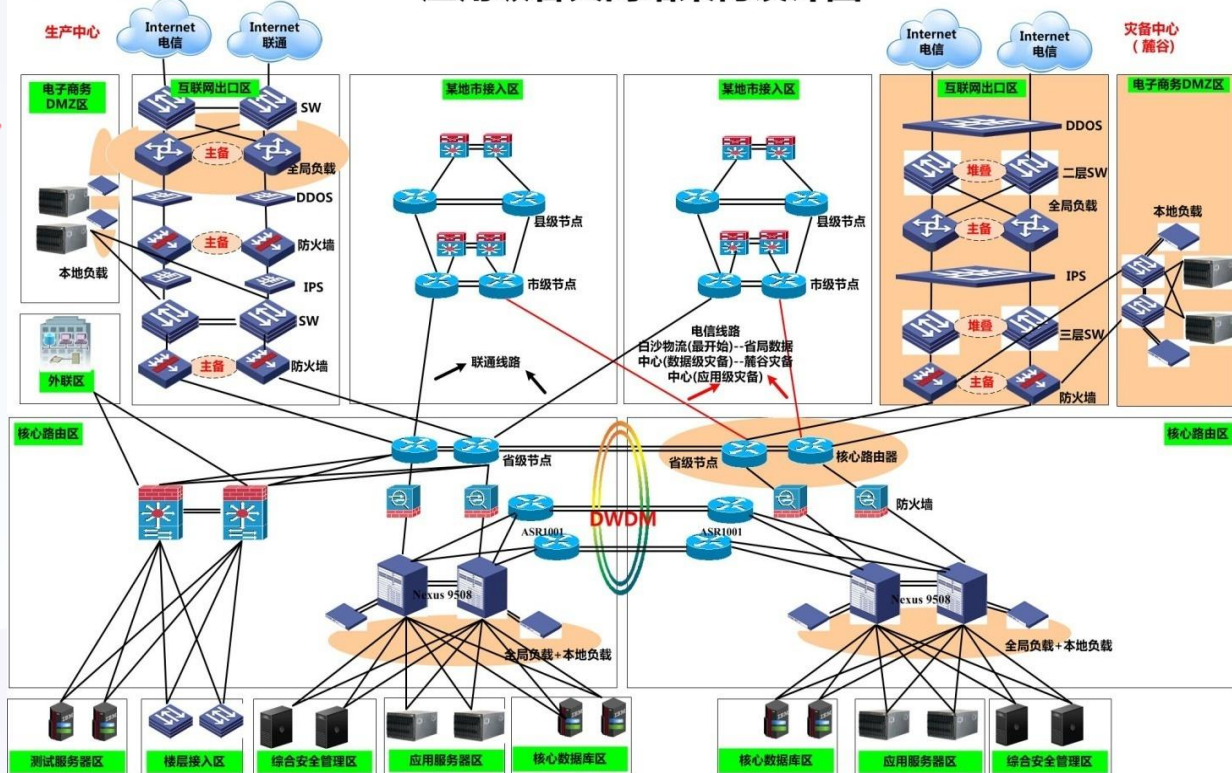 生产中心
Internet
电信
Internet
联通
Internet
电信
Internet
电信
灾备中心
(麓谷)
电子商务
DMZ区
互联网出口区
某地市接入区
某地市接入区
互联网出口区
电子商务DMZ区
SW
主备
全局负载
DDOS
主备
防火墙
IPS
SW
主备
防火墙
本地负载
外联区
县级节点
市级节点
联通线路
县级节点
市级节点
电信线路
白沙物流(最开始)--省局数据
中心(数据级灾备)--麓谷灾备
中心(应用级灾备)
DDOS
堆叠
二层SW
全局负载
主备
IPS
堆叠
三层SW
主备
防火墙
本地负载
核心路由区
核心路由区
省级节点
省级节点
核心路由器
防火墙
DWDM
ASR1001
ASR1001
Nexus 9508
Nexus 9508
全局负载+本地负载
全局负载+本地负载
测试服务器区
楼层接入区
综合安全管理区
应用服务器区
核心数据库区
核心数据库区
应用服务器区
综合安全管理区